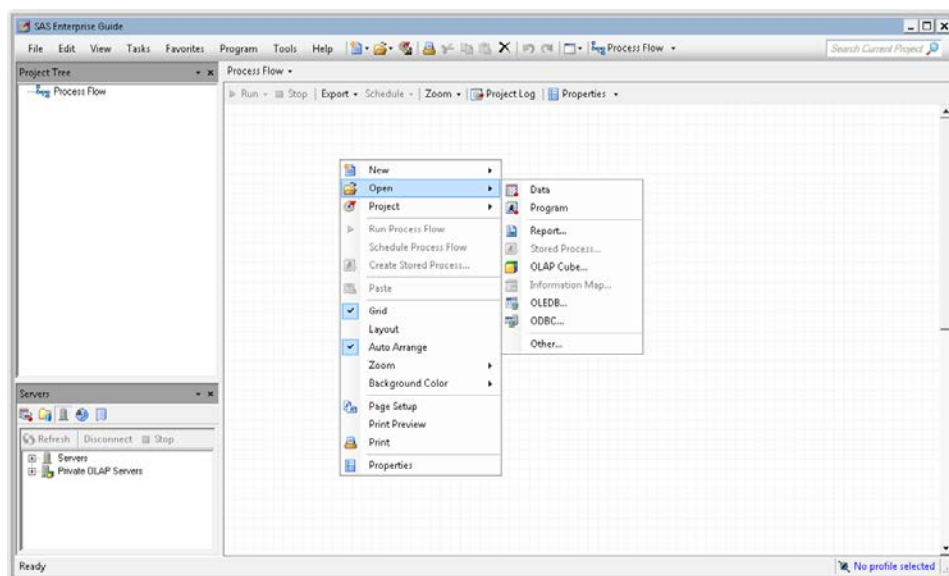 SAS Enterprise Guide
File Edit View Tasks Favorites Program Tools Help Process Flow Search Current Project
Project Tree
Process Flow
Process Flow
Run Stop Export Schedule Zoom Project Log Properties
New
Open
Project
Run Process Flow
Schedule Process Flow
Create Stored Process...
Paste
Grid
Layout
Auto Arrange
Zoom
Background Color
Page Setup
Print Preview
Print
Properties
Data
Program
Report...
Stored Process...
OLAP Cube...
Information Map...
OLEDB...
ODBC...
Other...
Servers
Refresh Disconnect Stop
Servers
Private OLAP Servers
Ready No profile selected